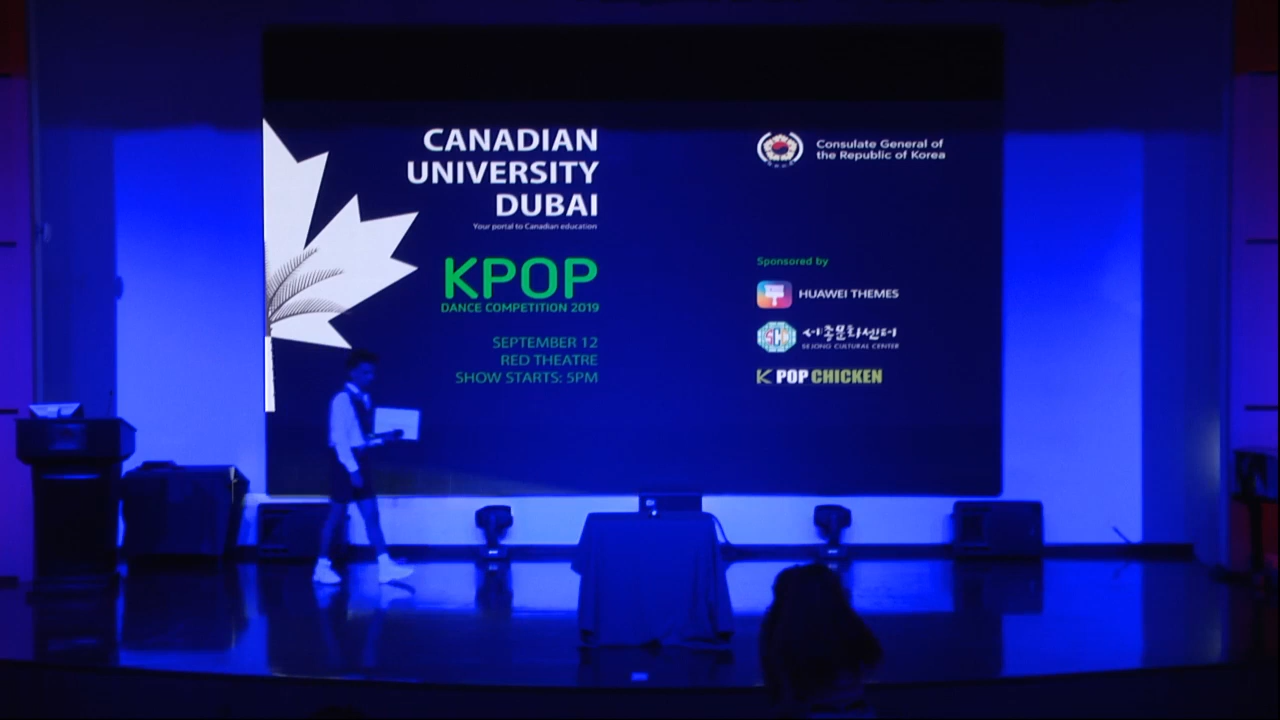 CANADIAN
UNIVERSITY
DUBAI
Your portal to Canadian education
KPOP
DANCE COMPETITION 2019
SEPTEMBER 12
RED THEATRE
SHOW STARTS: 5PM
Consulate General of
the Republic of Korea
Sponsored by
HUAWEI THEMES
세종문화센터
SEJONG CULTURAL CENTER
K POP CHICKEN